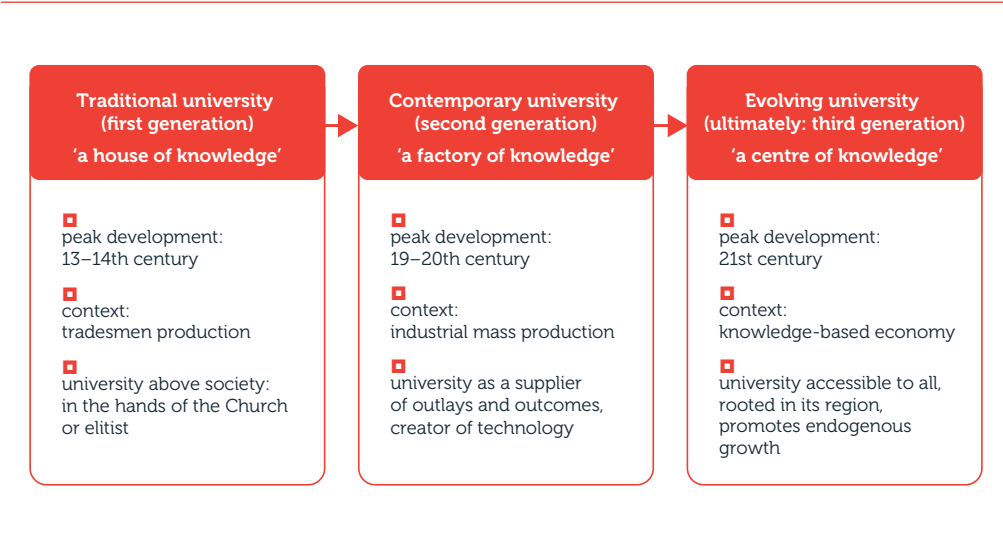 Traditional university
(first generation)
‘a house of knowledge’
peak development:
13–14th century
context:
tradesmen production
university above society:
in the hands of the Church
or elitist
Contemporary university
(second generation)
‘a factory of knowledge’
peak development:
19–20th century
context:
industrial mass production
university as a supplier
of outlays and outcomes,
creator of technology
Evolving university
(ultimately: third generation)
‘a centre of knowledge’
peak development:
21st century
context:
knowledge-based economy
university accessible to all,
rooted in its region,
promotes endogenous
growth